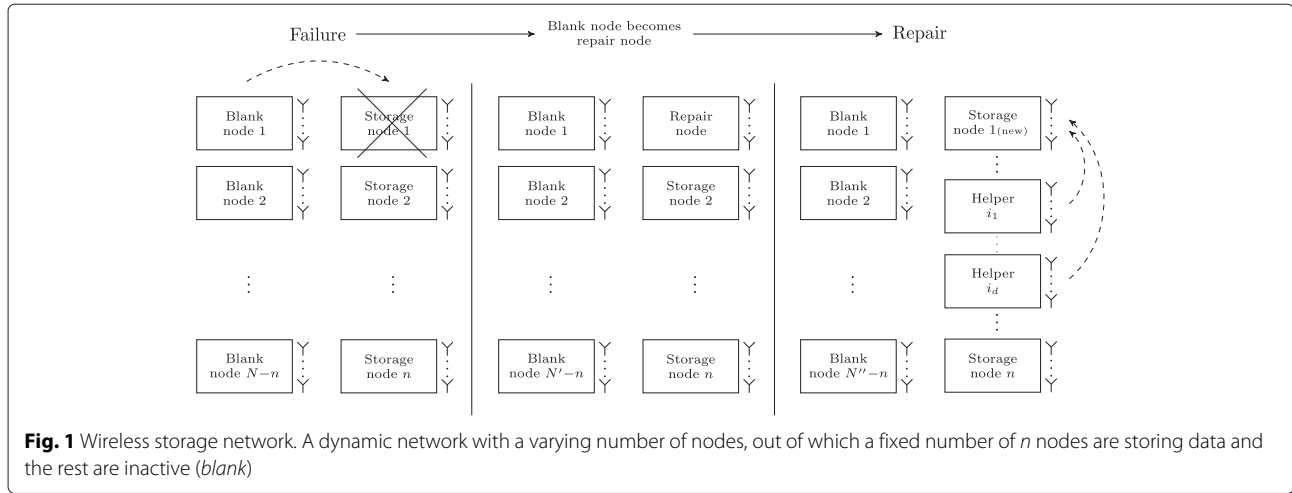 Failure
Blank node becomes
repair node
Repair
Blank
node 1
Storage
node 1
Blank
node 2
Storage
node 2
⋮
⋮
Blank
node N−n
Storage
node n
Blank
node 1
Repair
node
Blank
node 2
Storage
node 2
⋮
⋮
Blank
node N′−n
Storage
node n
Blank
node 1
Storage
node 1(new)
⋮
Blank
node 2
Helper
i₁
⋮
⋮
Helper
i_d
⋮
Blank
node N″−n
Storage
node n
Fig. 1 Wireless storage network. A dynamic network with a varying number of nodes, out of which a fixed number of n nodes are storing data and
the rest are inactive (blank)